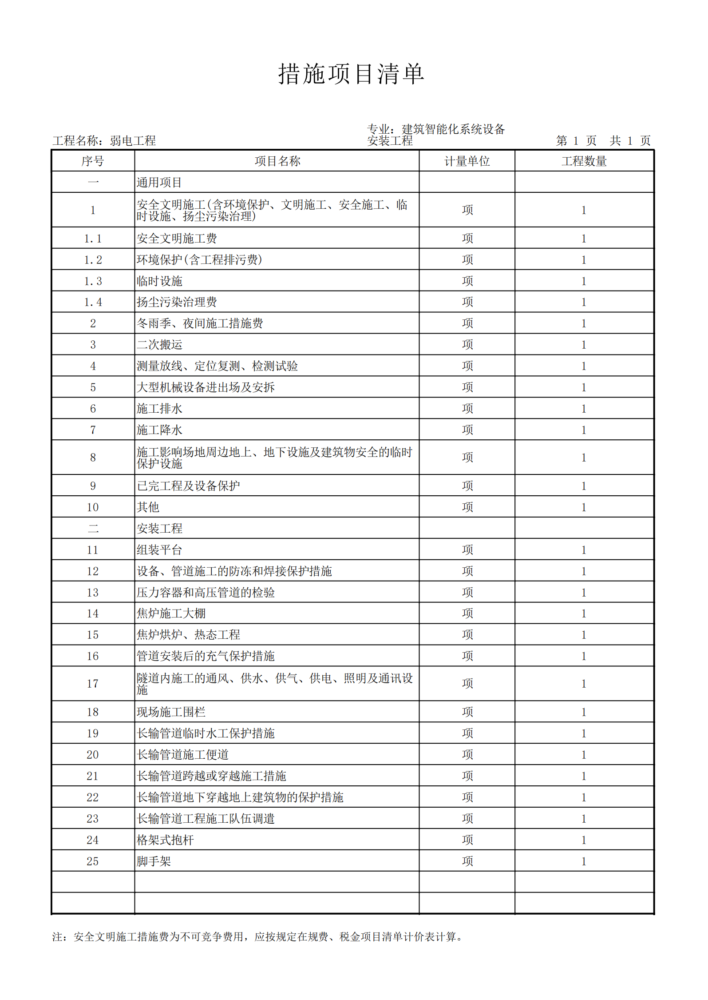 措施项目清单
专业：建筑智能化系统设备
工程名称：弱电工程 安装工程 第 1 页 共 1 页
序号 项目名称 计量单位 工程数量
一 通用项目
安全文明施工(含环境保护、文明施工、安全施工、临
1 时设施、扬尘污染治理) 项 1
1.1 安全文明施工费 项 1
1.2 环境保护(含工程排污费) 项 1
1.3 临时设施 项 1
1.4 扬尘污染治理费 项 1
2 冬雨季、夜间施工措施费 项 1
3 二次搬运 项 1
4 测量放线、定位复测、检测试验 项 1
5 大型机械设备进出场及安拆 项 1
6 施工排水 项 1
7 施工降水 项 1
施工影响场地周边地上、地下设施及建筑物安全的临时
8 保护设施 项 1
9 已完工程及设备保护 项 1
10 其他 项 1
二 安装工程
11 组装平台 项 1
12 设备、管道施工的防冻和焊接保护措施 项 1
13 压力容器和高压管道的检验 项 1
14 焦炉施工大棚 项 1
15 焦炉烘炉、热态工程 项 1
16 管道安装后的充气保护措施 项 1
隧道内施工的通风、供水、供气、供电、照明及通讯设
17 施 项 1
18 现场施工围栏 项 1
19 长输管道临时水工保护措施 项 1
20 长输管道施工便道 项 1
21 长输管道跨越或穿越施工措施 项 1
22 长输管道地下穿越地上建筑物的保护措施 项 1
23 长输管道工程施工队伍调遣 项 1
24 格架式抱杆 项 1
25 脚手架 项 1
注：安全文明施工措施费为不可竞争费用，应按规定在规费、税金项目清单计价表计算。